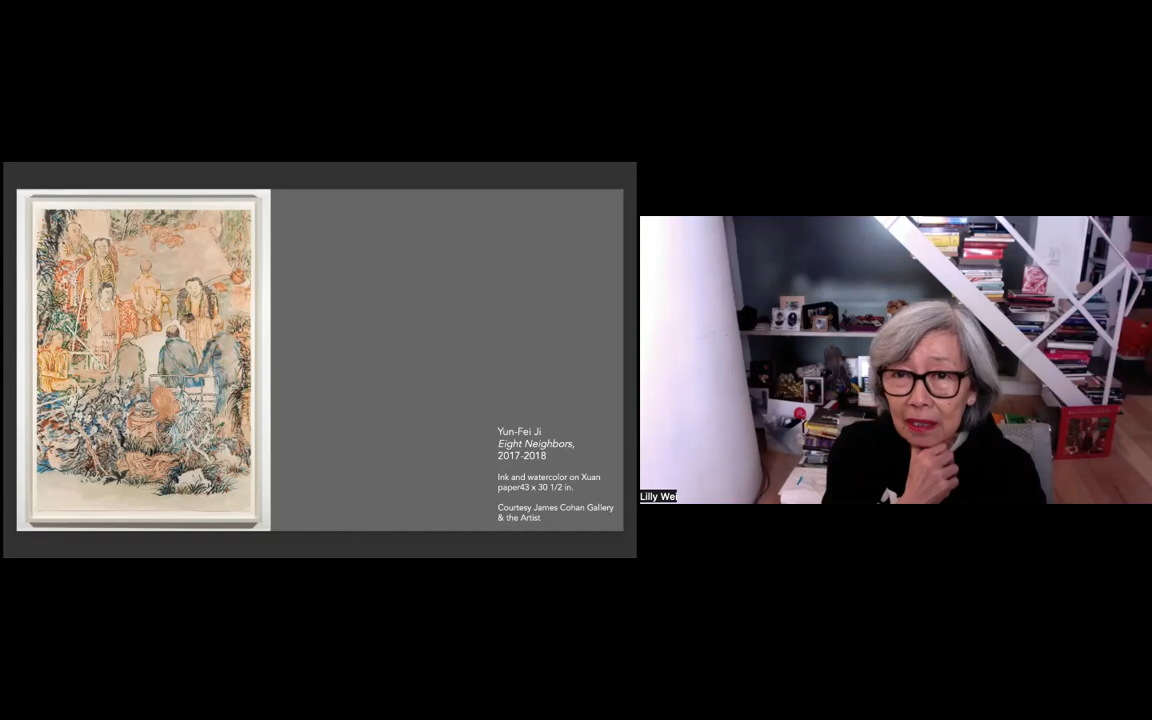 Yun-Fei Ji
Eight Neighbors,
2017-2018
Ink and watercolor on Xuan
paper43 x 30 1/2 in.
Courtesy James Cohan Gallery
& the Artist
Lilly Wei